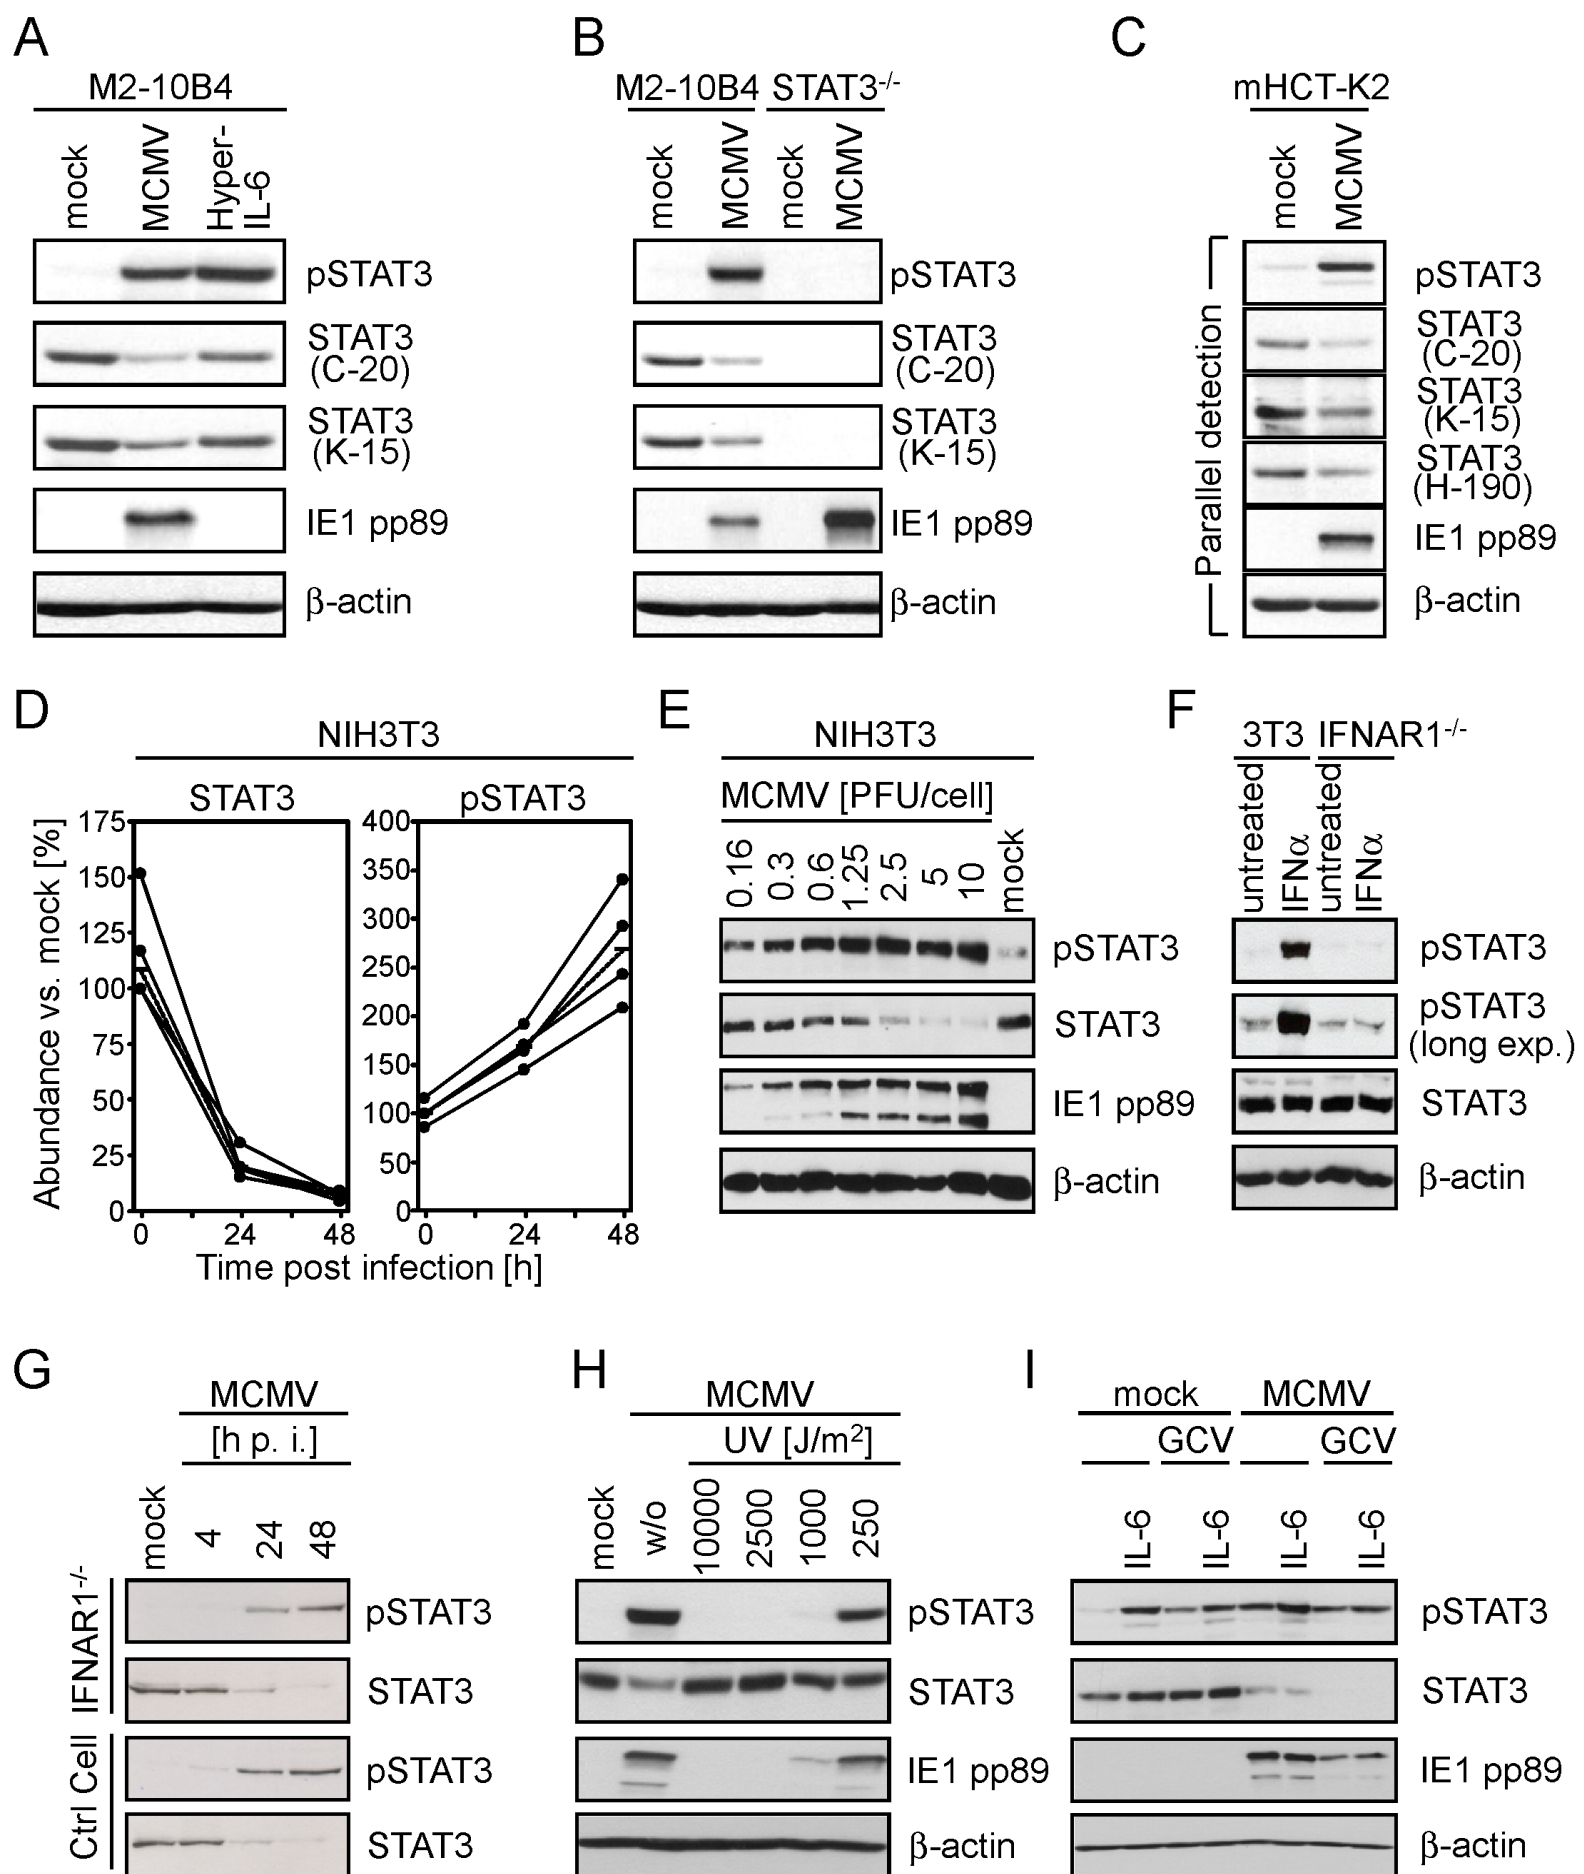 A
M2-10B4
mock
MCMV
Hyper-
IL-6
pSTAT3
STAT3
(C-20)
STAT3
(K-15)
IE1 pp89
β-actin
B
M2-10B4 STAT3-/-
mock
MCMV
mock
MCMV
pSTAT3
STAT3
(C-20)
STAT3
(K-15)
IE1 pp89
β-actin
C
mHCT-K2
mock
MCMV
Parallel detection
pSTAT3
STAT3
(C-20)
STAT3
(K-15)
STAT3
(H-190)
IE1 pp89
β-actin
D
NIH3T3
STAT3
pSTAT3
Abundance vs. mock [%]
175
150
125
100
75
50
25
0
0 24 48
400
350
300
250
200
150
100
50
0
0 24 48
Time post infection [h]
E
NIH3T3
MCMV [PFU/cell]
0.16
0.3
0.6
1.25
2.5
5
10
mock
pSTAT3
STAT3
IE1 pp89
β-actin
F
3T3 IFNAR1-/-
untreated
IFNα
untreated
IFNα
pSTAT3
pSTAT3
(long exp.)
STAT3
β-actin
G
MCMV
[h p. i.]
mock
4
24
48
IFNAR1-/-
pSTAT3
STAT3
Ctrl Cell
pSTAT3
STAT3
H
MCMV
UV [J/m2]
mock
w/o
10000
2500
1000
250
pSTAT3
STAT3
IE1 pp89
β-actin
I
mock MCMV
GCV GCV
IL-6
IL-6
IL-6
IL-6
pSTAT3
STAT3
IE1 pp89
β-actin